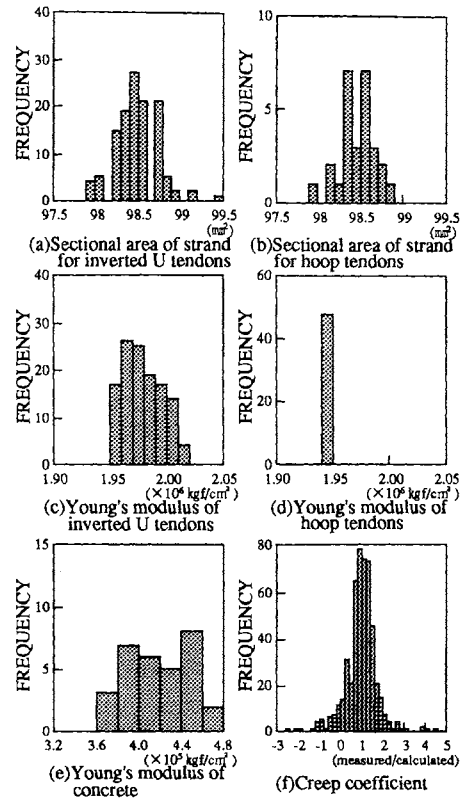 40
30
20
10
0
FREQUENCY
97.5 98 98.5 99 99.5
(mm²)
(a)Sectional area of strand
for inverted U tendons
10
5
0
FREQUENCY
97.5 98 98.5 99 99.5
(mm²)
(b)Sectional area of strand
for hoop tendons
40
30
20
10
0
FREQUENCY
1.90 1.95 2.00 2.05
(×10⁶ kgf/cm²)
(c)Young's modulus of
inverted U tendons
60
40
20
0
FREQUENCY
1.90 1.95 2.00 2.05
(×10⁶ kgf/cm²)
(d)Young's modulus of
hoop tendons
15
10
5
0
FREQUENCY
3.2 3.6 4.0 4.4 4.8
(×10⁵ kgf/cm²)
(e)Young's modulus of
concrete
80
60
40
20
0
FREQUENCY
-3 -2 -1 0 1 2 3 4 5
(measured/calculated)
(f)Creep coefficient